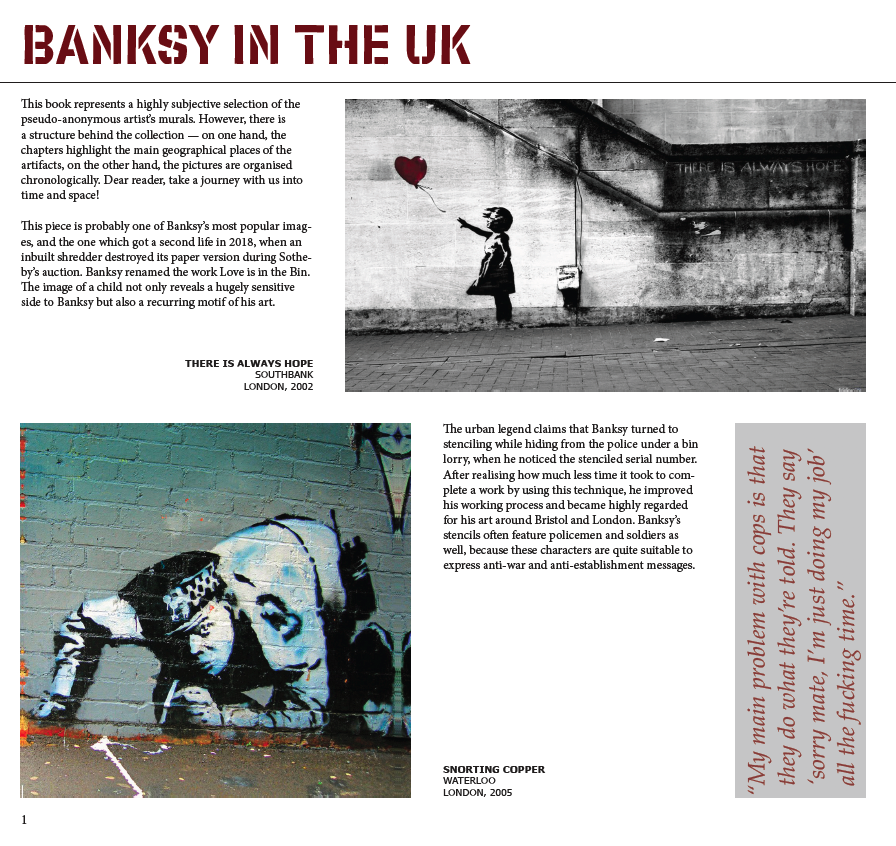 BANKSY IN THE UK
This book represents a highly subjective selection of the
pseudo-anonymous artist's murals. However, there is
a structure behind the collection — on one hand, the
chapters highlight the main geographical places of the
artifacts, on the other hand, the pictures are organised
chronologically. Dear reader, take a journey with us into
time and space!
This piece is probably one of Banksy's most popular imag-
es, and the one which got a second life in 2018, when an
inbuilt shredder destroyed its paper version during Sothe-
by's auction. Banksy renamed the work Love is in the Bin.
The image of a child not only reveals a hugely sensitive
side to Banksy but also a recurring motif of his art.
THERE IS ALWAYS HOPE
SOUTHBANK
LONDON, 2002
THERE IS ALWAYS HOPE
The urban legend claims that Banksy turned to
stenciling while hiding from the police under a bin
lorry, when he noticed the stenciled serial number.
After realising how much less time it took to com-
plete a work by using this technique, he improved
his working process and became highly regarded
for his art around Bristol and London. Banksy's
stencils often feature policemen and soldiers as
well, because these characters are quite suitable to
express anti-war and anti-establishment messages.
SNORTING COPPER
WATERLOO
LONDON, 2005
“My main problem with cops is that
they do what they're told. They say
‘sorry mate, I'm just doing my job’
all the fucking time.”
1